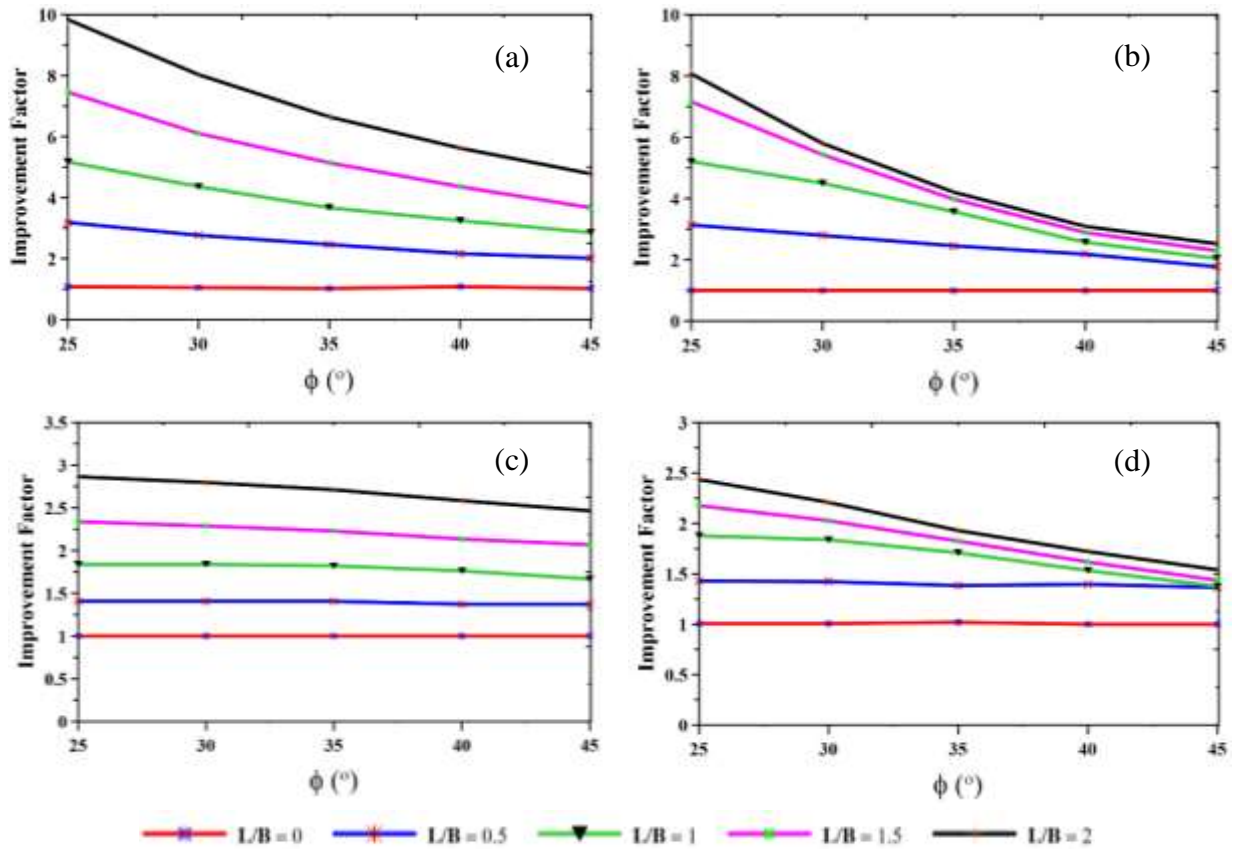 (a)
Improvement Factor
10
8
6
4
2
0
25 30 35 40 45
ϕ (°)
(b)
Improvement Factor
10
8
6
4
2
0
25 30 35 40 45
ϕ (°)
(c)
Improvement Factor
3.5
3
2.5
2
1.5
1
0.5
0
25 30 35 40 45
ϕ (°)
(d)
Improvement Factor
3
2.5
2
1.5
1
0.5
0
25 30 35 40 45
ϕ (°)
L/B = 0 L/B = 0.5 L/B = 1 L/B = 1.5 L/B = 2